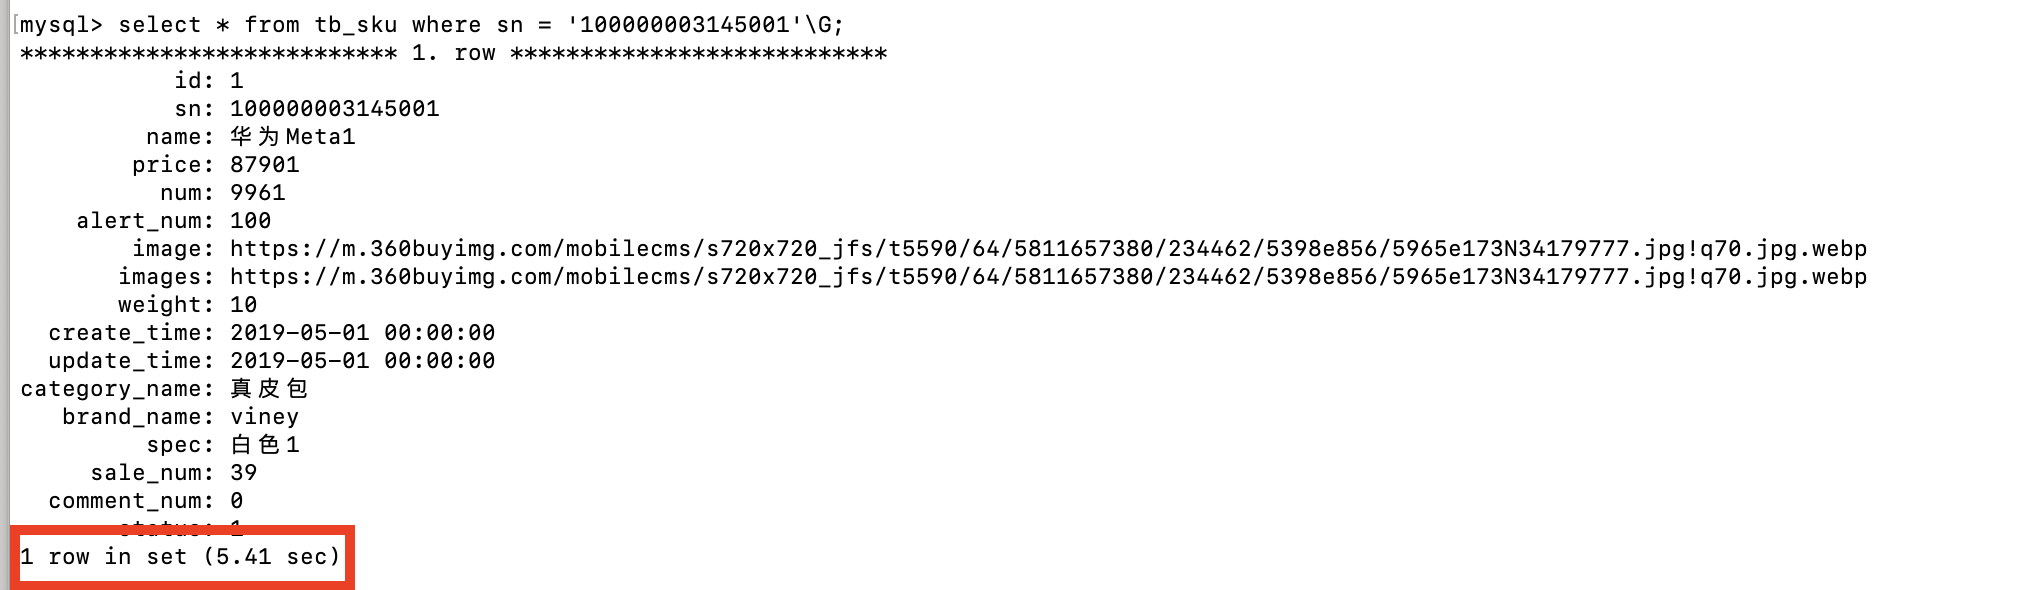 mysql> select * from tb_sku where sn = '100000003145001'\G;
*************************** 1. row ***************************
id: 1
sn: 100000003145001
name: 华为Meta1
price: 87901
num: 9961
alert_num: 100
image: https://m.360buyimg.com/mobilecms/s720x720_jfs/t5590/64/5811657380/234462/5398e856/5965e173N34179777.jpg!q70.jpg.webp
images: https://m.360buyimg.com/mobilecms/s720x720_jfs/t5590/64/5811657380/234462/5398e856/5965e173N34179777.jpg!q70.jpg.webp
weight: 10
create_time: 2019-05-01 00:00:00
update_time: 2019-05-01 00:00:00
category_name: 真皮包
brand_name: viney
spec: 白色1
sale_num: 39
comment_num: 0
status: 1
1 row in set (5.41 sec)